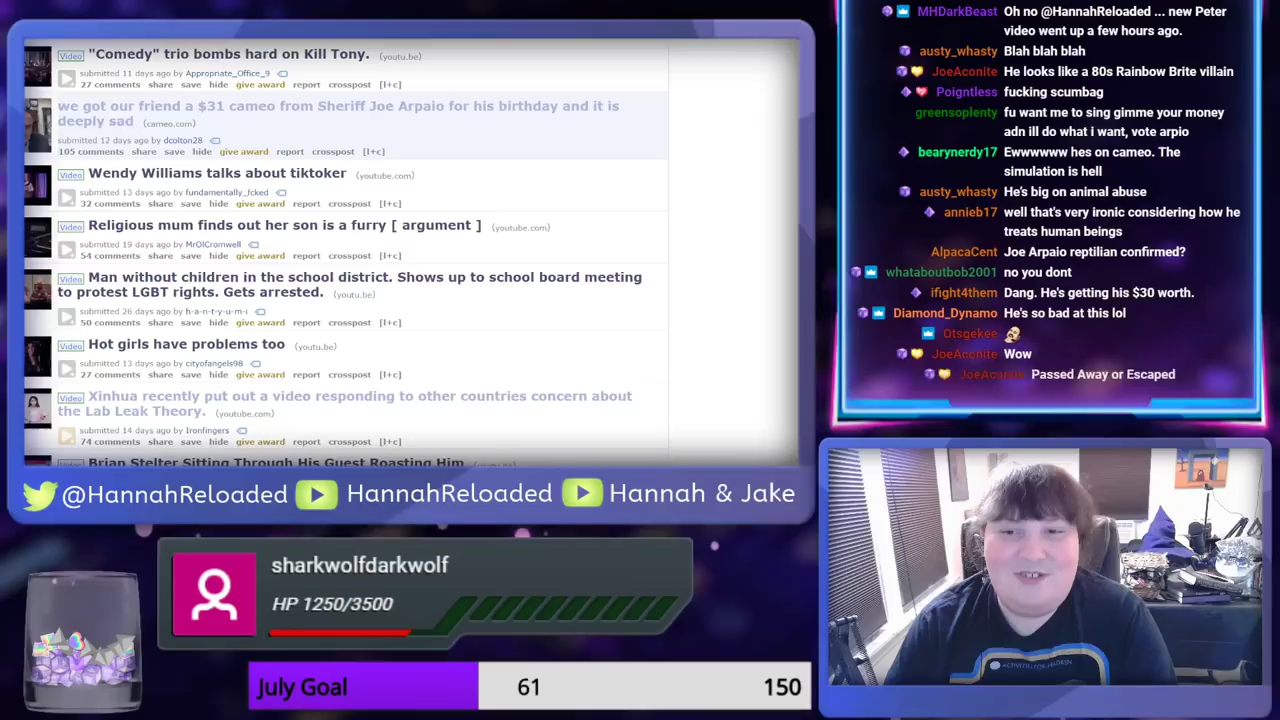 Video "Comedy" trio bombs hard on Kill Tony. (youtu.be)
submitted 11 days ago by Appropriate_Office_9
27 comments share save hide give award report crosspost [l+c]
we got our friend a $31 cameo from Sheriff Joe Arpaio for his birthday and it is
deeply sad (cameo.com)
submitted 12 days ago by dcolton28
105 comments share save hide give award report crosspost [l+c]
Video Wendy Williams talks about tiktoker (youtube.com)
submitted 13 days ago by fundamentally_fcked
32 comments share save hide give award report crosspost [l+c]
Video Religious mum finds out her son is a furry [ argument ] (youtube.com)
submitted 19 days ago by MrOlCromwell
54 comments share save hide give award report crosspost [l+c]
Video Man without children in the school district. Shows up to school board meeting
to protest LGBT rights. Gets arrested. (youtu.be)
submitted 26 days ago by h-a-n-t-y-u-m-i
50 comments share save hide give award report crosspost [l+c]
Video Hot girls have problems too (youtu.be)
submitted 13 days ago by cityofangels98
27 comments share save hide give award report crosspost [l+c]
Video Xinhua recently put out a video responding to other countries concern about
the Lab Leak Theory. (youtube.com)
submitted 14 days ago by Ironfingers
74 comments share save hide give award report crosspost [l+c]
Video Brian Stelter Sitting Through His Guest Roasting Him
@HannahReloaded HannahReloaded Hannah & Jake
sharkwolfdarkwolf
HP 1250/3500
July Goal 61 150
MHDarkBeast Oh no @HannahReloaded ... new Peter
video went up a few hours ago.
austy_whasty Blah blah blah
JoeAconite He looks like a 80s Rainbow Brite villain
Poigntless fucking scumbag
greensoplenty fu want me to sing gimme your money
adn ill do what i want, vote arpio
bearynerdy17 Ewwwwww hes on cameo. The
simulation is hell
austy_whasty He's big on animal abuse
annieb17 well that's very ironic considering how he
treats human beings
AlpacaCent Joe Arpaio reptilian confirmed?
whataboutbob2001 no you dont
ifight4them Dang. He's getting his $30 worth.
Diamond_Dynamo He's so bad at this lol
Otsgekee
JoeAconite Wow
JoeAconite Passed Away or Escaped